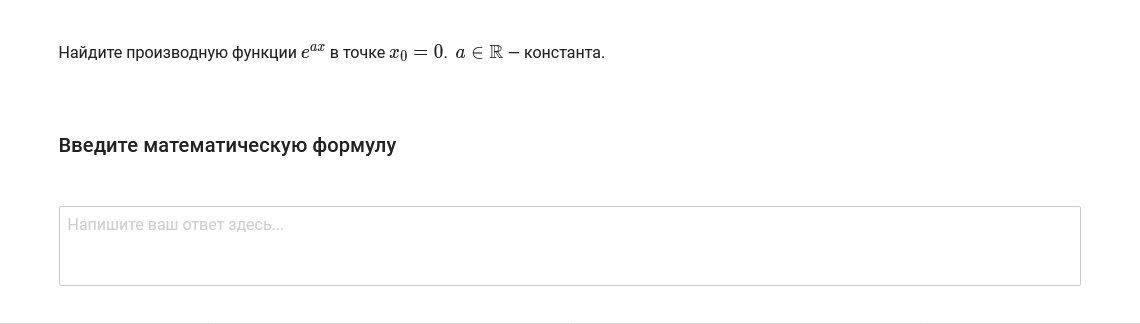 Найдите производную функции $e^{ax}$ в точке $x_0 = 0$. $a \in \mathbb{R}$ – константа.
Введите математическую формулу
Напишите ваш ответ здесь...